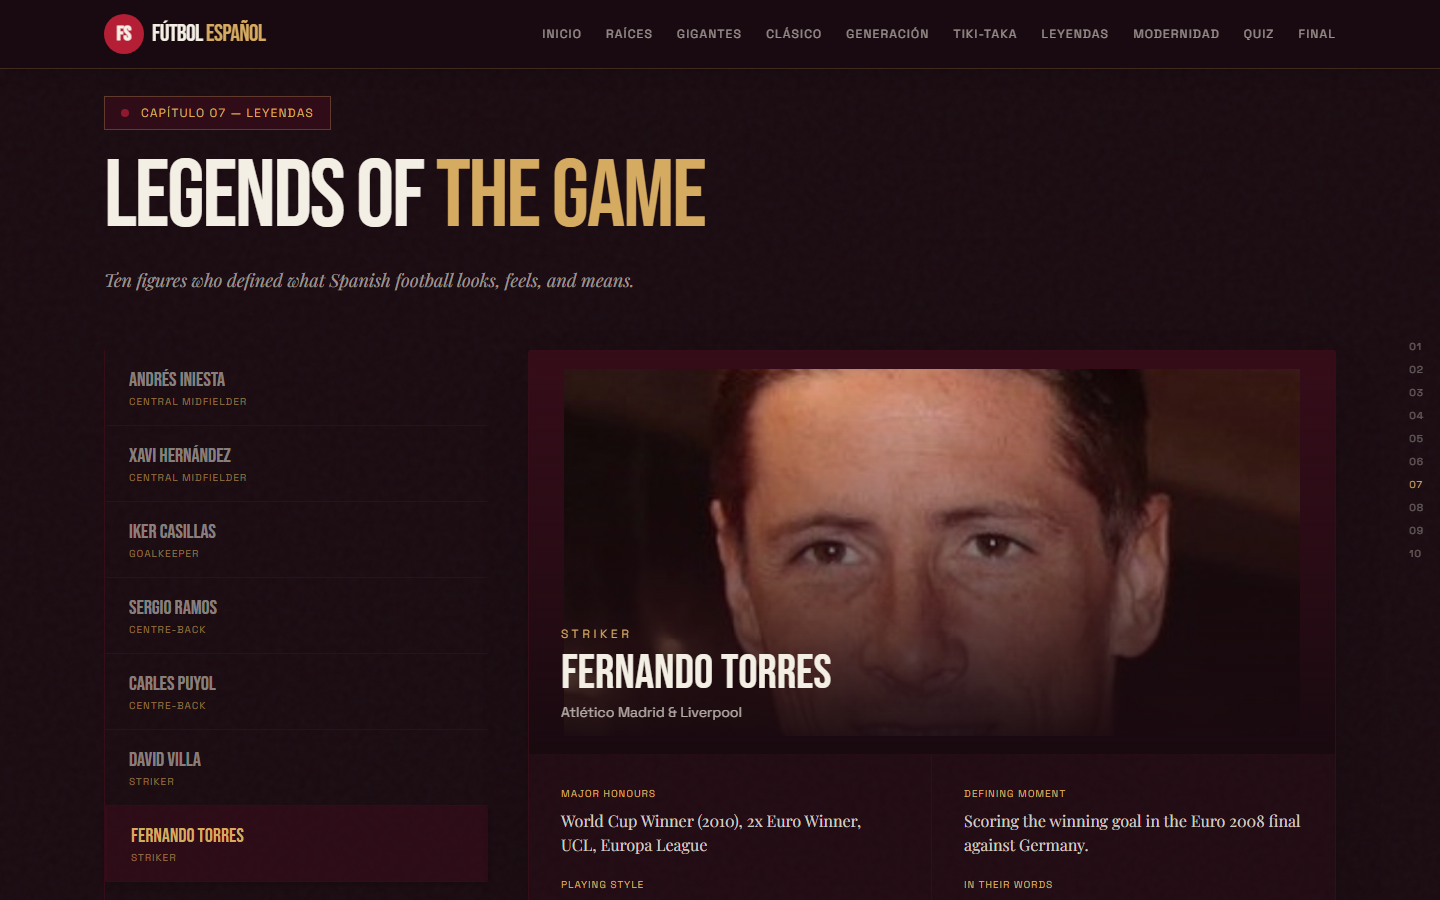 FS FÚTBOL ESPAÑOL
INICIO RAÍCES GIGANTES CLÁSICO GENERACIÓN TIKI-TAKA LEYENDAS MODERNIDAD QUIZ FINAL
CAPÍTULO 07 — LEYENDAS
LEGENDS OF THE GAME
Ten figures who defined what Spanish football looks, feels, and means.
ANDRÉS INIESTA
CENTRAL MIDFIELDER
XAVI HERNÁNDEZ
CENTRAL MIDFIELDER
IKER CASILLAS
GOALKEEPER
SERGIO RAMOS
CENTRE-BACK
CARLES PUYOL
CENTRE-BACK
DAVID VILLA
STRIKER
FERNANDO TORRES
STRIKER
STRIKER
FERNANDO TORRES
Atlético Madrid & Liverpool
MAJOR HONOURS
World Cup Winner (2010), 2x Euro Winner,
UCL, Europa League
PLAYING STYLE
DEFINING MOMENT
Scoring the winning goal in the Euro 2008 final
against Germany.
IN THEIR WORDS
01
02
03
04
05
06
07
08
09
10